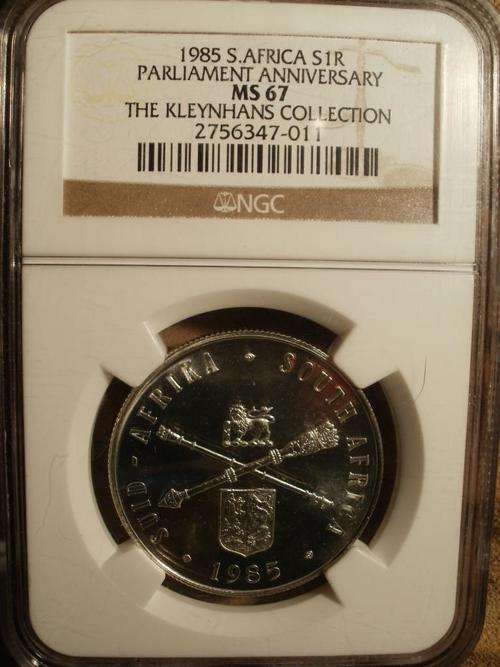 1985 S.AFRICA S1R
PARLIAMENT ANNIVERSARY
MS 67
THE KLEYNHANS COLLECTION
2756347-011
NGC
SUID - AFRIKA • SOUTH AFRICA
• 1985 •